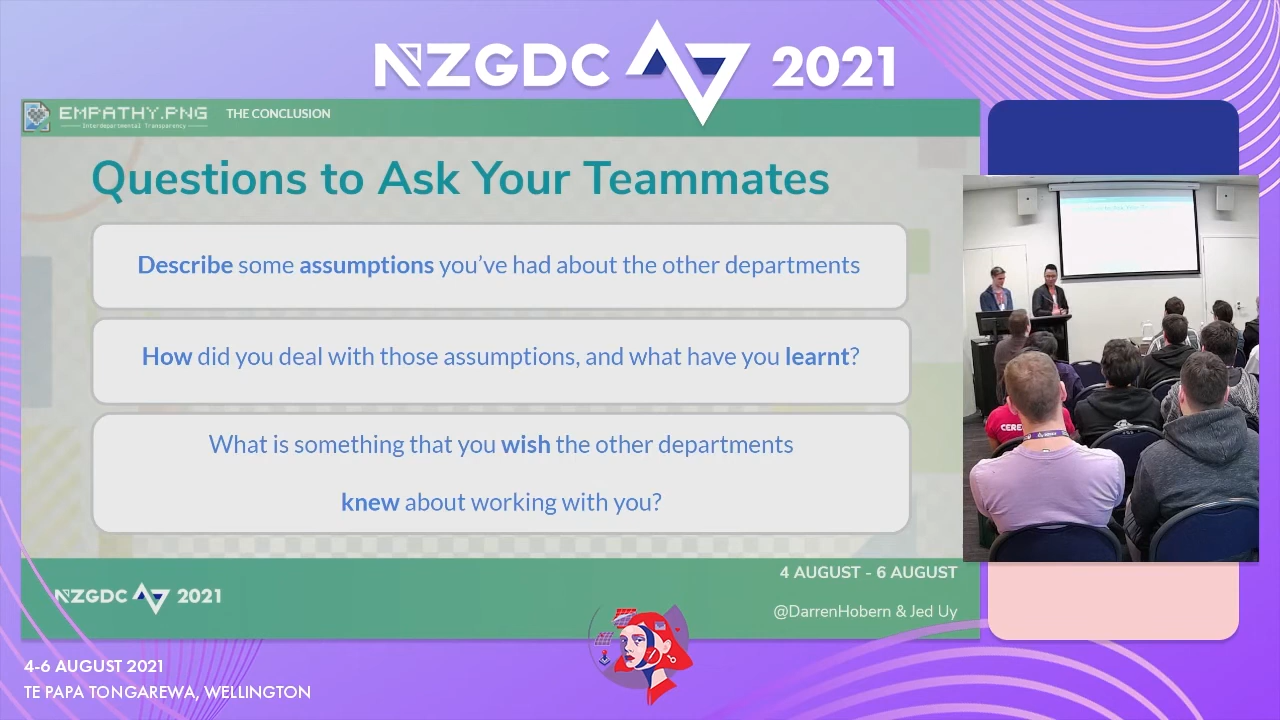 NZGDC 2021
EMPATHY.PNG
Interdepartmental Transparency
THE CONCLUSION
Questions to Ask Your Teammates
Describe some assumptions you've had about the other departments
How did you deal with those assumptions, and what have you learnt?
What is something that you wish the other departments
knew about working with you?
CERE
NZGDC 2021
4 AUGUST - 6 AUGUST
@DarrenHobern & Jed Uy
4-6 AUGUST 2021
TE PAPA TONGAREWA, WELLINGTON